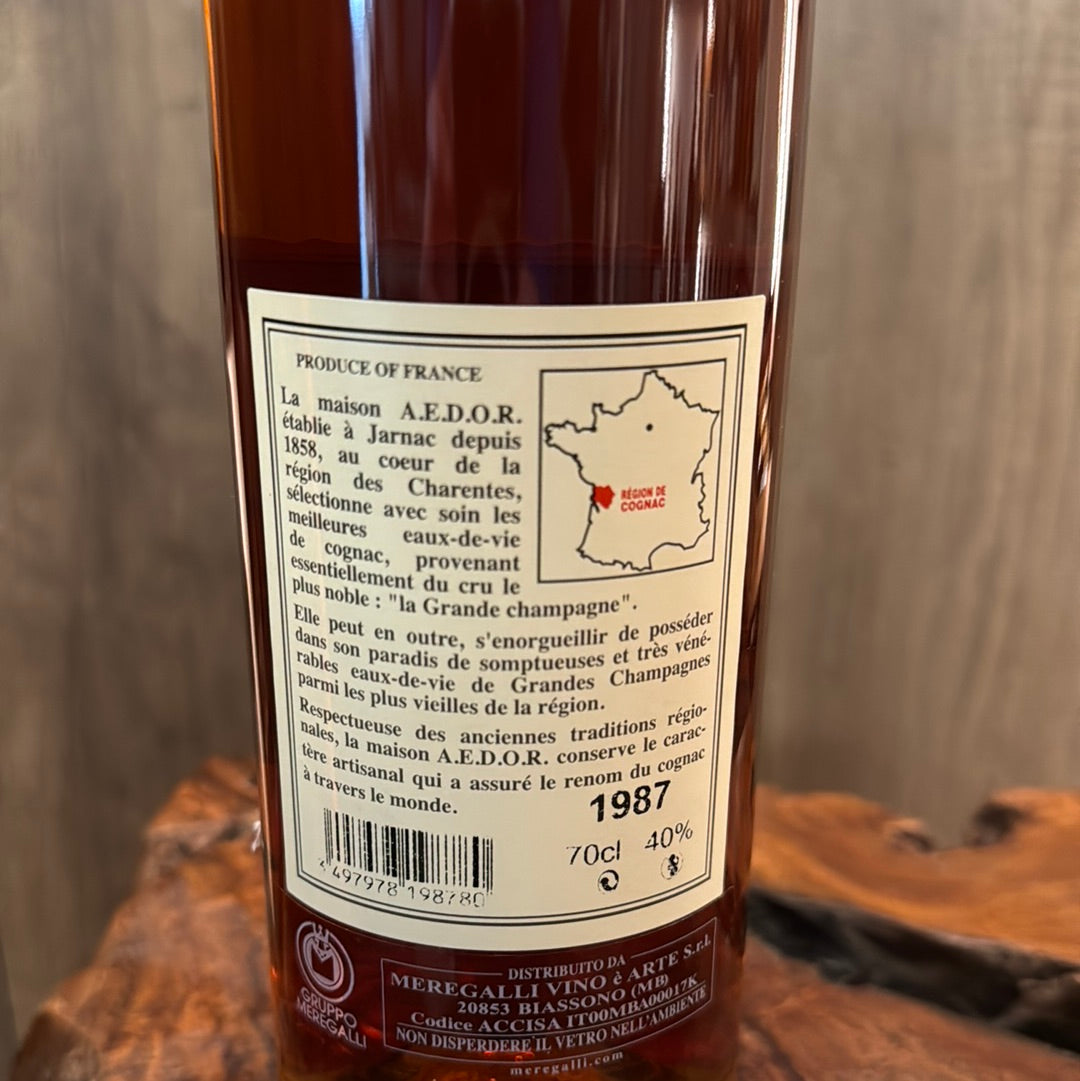 PRODUCE OF FRANCE
La maison A.E.D.O.R.
établie à Jarnac depuis
1858, au coeur de la
région des Charentes,
sélectionne avec soin les
meilleures eaux-de-vie
de cognac, provenant
essentiellement du cru le
plus noble : "la Grande champagne".
RÉGION DE
COGNAC
Elle peut en outre, s'enorgueillir de posséder
dans son paradis de somptueuses et très véné-
rables eaux-de-vie de Grandes Champagnes
parmi les plus vieilles de la région.
Respectueuse des anciennes traditions régio-
nales, la maison A.E.D.O.R. conserve le carac-
tère artisanal qui a assuré le renom du cognac
à travers le monde.
1987
70cl 40%
497978 198780
GRUPPO
MEREGALLI
DISTRIBUITO DA
MEREGALLI VINO è ARTE S.r.l.
20853 BIASSONO (MB)
Codice ACCISA IT00MBA00017K
NON DISPERDERE IL VETRO NELL'AMBIENTE
meregalli.com